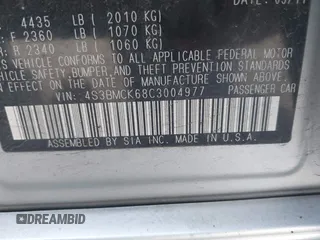 4435 LB ( 2010 KG)
F 2360 LB ( 1070 KG)
R 2340 LB ( 1060 KG)
VEHICLE CONFORMS TO ALL APPLICABLE FEDERAL MOTOR
VEHICLE SAFETY, BUMPER, AND THEFT PREVENTION STANDARDS
IN EFFECT ON THE DATE OF MANUFACTURE SHOWN ABOVE.
VIN: 4S3BMCK68C3004977 PASSENGER CAR
ASSEMBLED BY SIA INC. MADE IN U.S.A.
DREAMBID